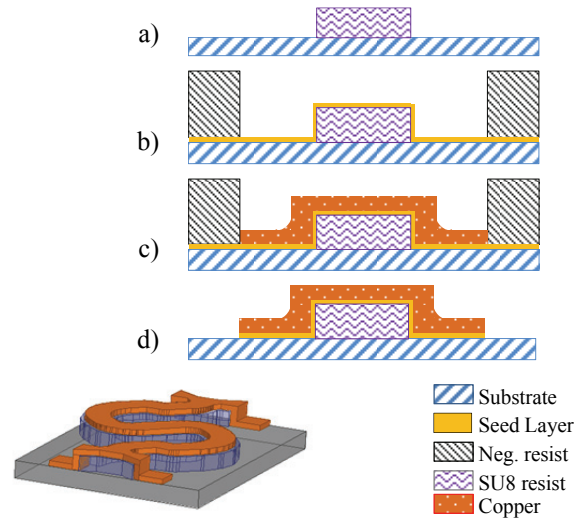 a)
b)
c)
d)
Substrate
Seed Layer
Neg. resist
SU8 resist
Copper